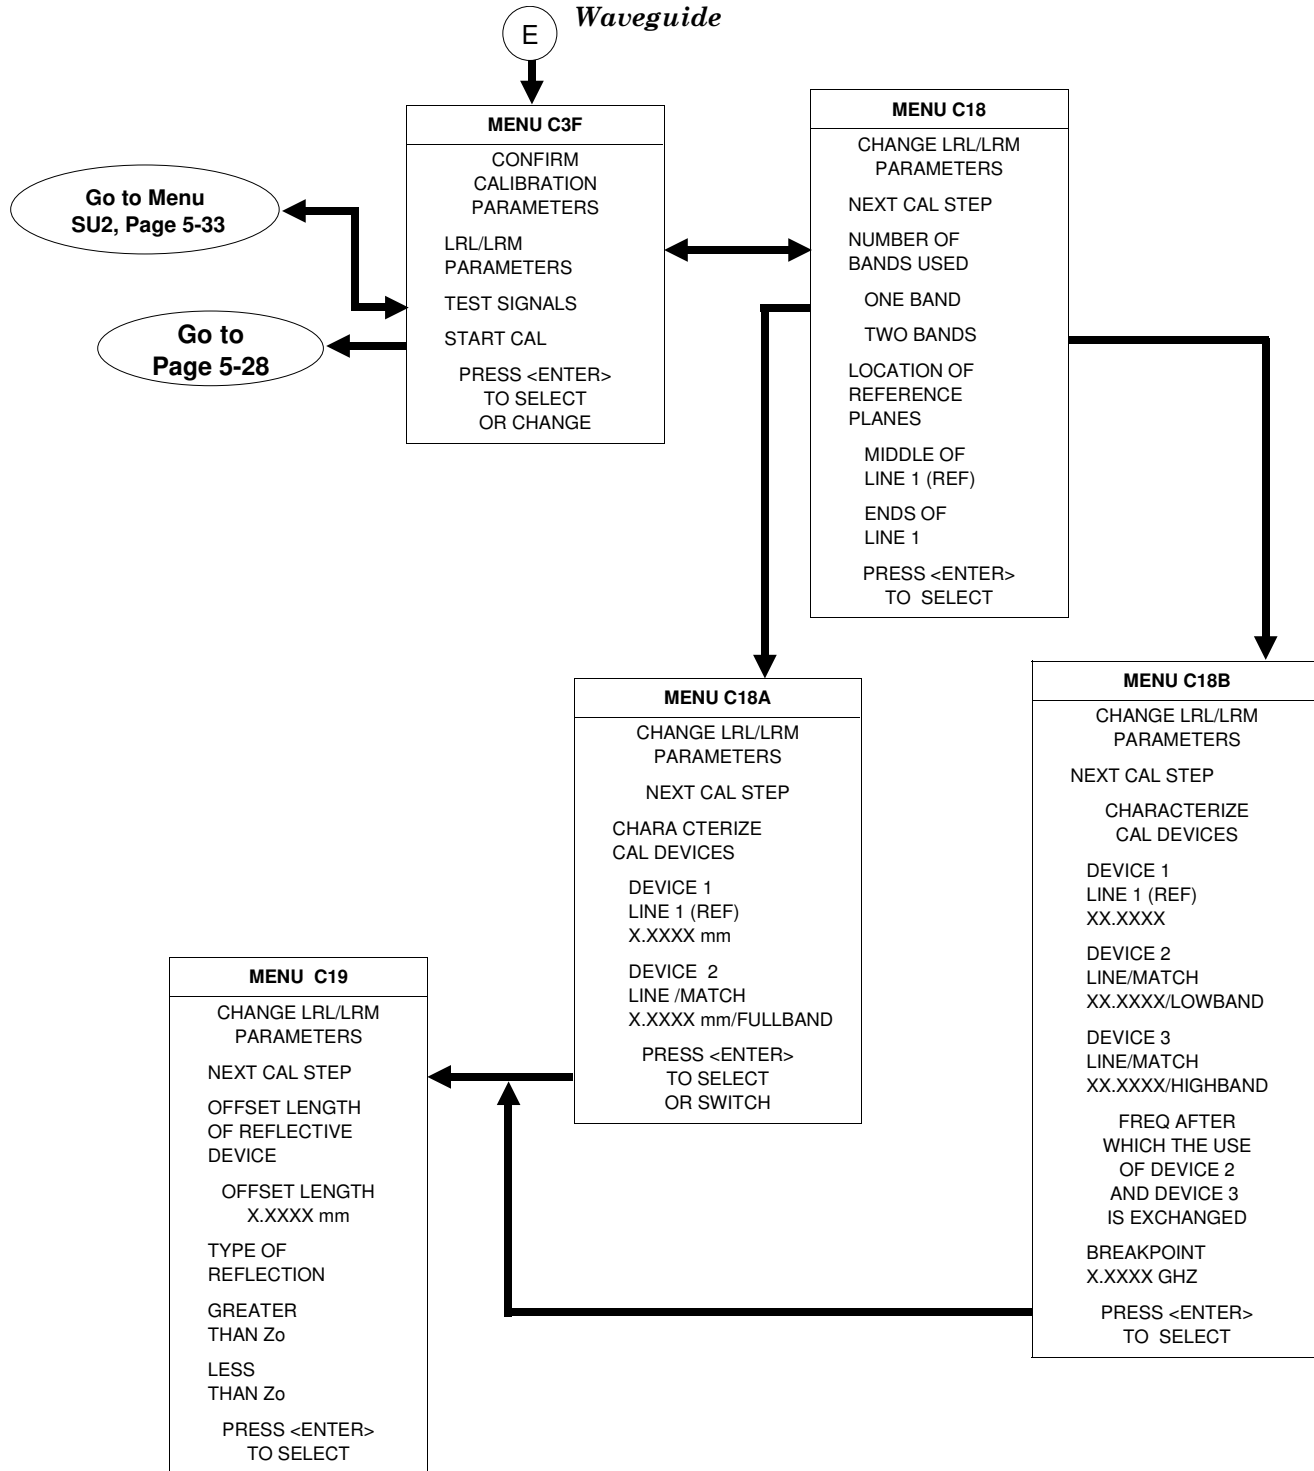 E
Waveguide
MENU C3F
CONFIRM
CALIBRATION
PARAMETERS
LRL/LRM
PARAMETERS
TEST SIGNALS
START CAL
PRESS <ENTER>
TO SELECT
OR CHANGE
Go to Menu
SU2, Page 5-33
Go to
Page 5-28
MENU C18
CHANGE LRL/LRM
PARAMETERS
NEXT CAL STEP
NUMBER OF
BANDS USED
ONE BAND
TWO BANDS
LOCATION OF
REFERENCE
PLANES
MIDDLE OF
LINE 1 (REF)
ENDS OF
LINE 1
PRESS <ENTER>
TO SELECT
MENU C18A
CHANGE LRL/LRM
PARAMETERS
NEXT CAL STEP
CHARA CTERIZE
CAL DEVICES
DEVICE 1
LINE 1 (REF)
X.XXXX mm
DEVICE 2
LINE /MATCH
X.XXXX mm/FULLBAND
PRESS <ENTER>
TO SELECT
OR SWITCH
MENU C18B
CHANGE LRL/LRM
PARAMETERS
NEXT CAL STEP
CHARACTERIZE
CAL DEVICES
DEVICE 1
LINE 1 (REF)
XX.XXXX
DEVICE 2
LINE/MATCH
XX.XXXX/LOWBAND
DEVICE 3
LINE/MATCH
XX.XXXX/HIGHBAND
FREQ AFTER
WHICH THE USE
OF DEVICE 2
AND DEVICE 3
IS EXCHANGED
BREAKPOINT
X.XXXX GHZ
PRESS <ENTER>
TO SELECT
MENU C19
CHANGE LRL/LRM
PARAMETERS
NEXT CAL STEP
OFFSET LENGTH
OF REFLECTIVE
DEVICE
OFFSET LENGTH
X.XXXX mm
TYPE OF
REFLECTION
GREATER
THAN Zo
LESS
THAN Zo
PRESS <ENTER>
TO SELECT